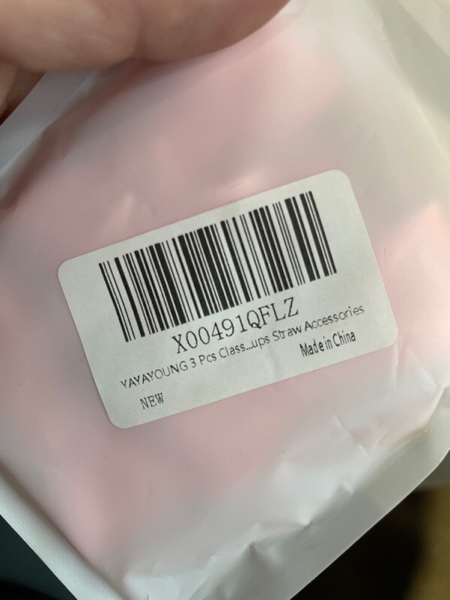 X00491QFLZ
YAYAYOUNG 3 Pcs Class...ups Straw Accessories
NEW
Made in China